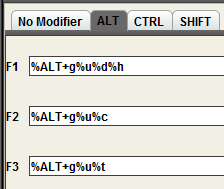 No Modifier ALT CTRL SHIFT
F1 %ALT+g%u%d%h
F2 %ALT+g%u%c
F3 %ALT+g%u%t